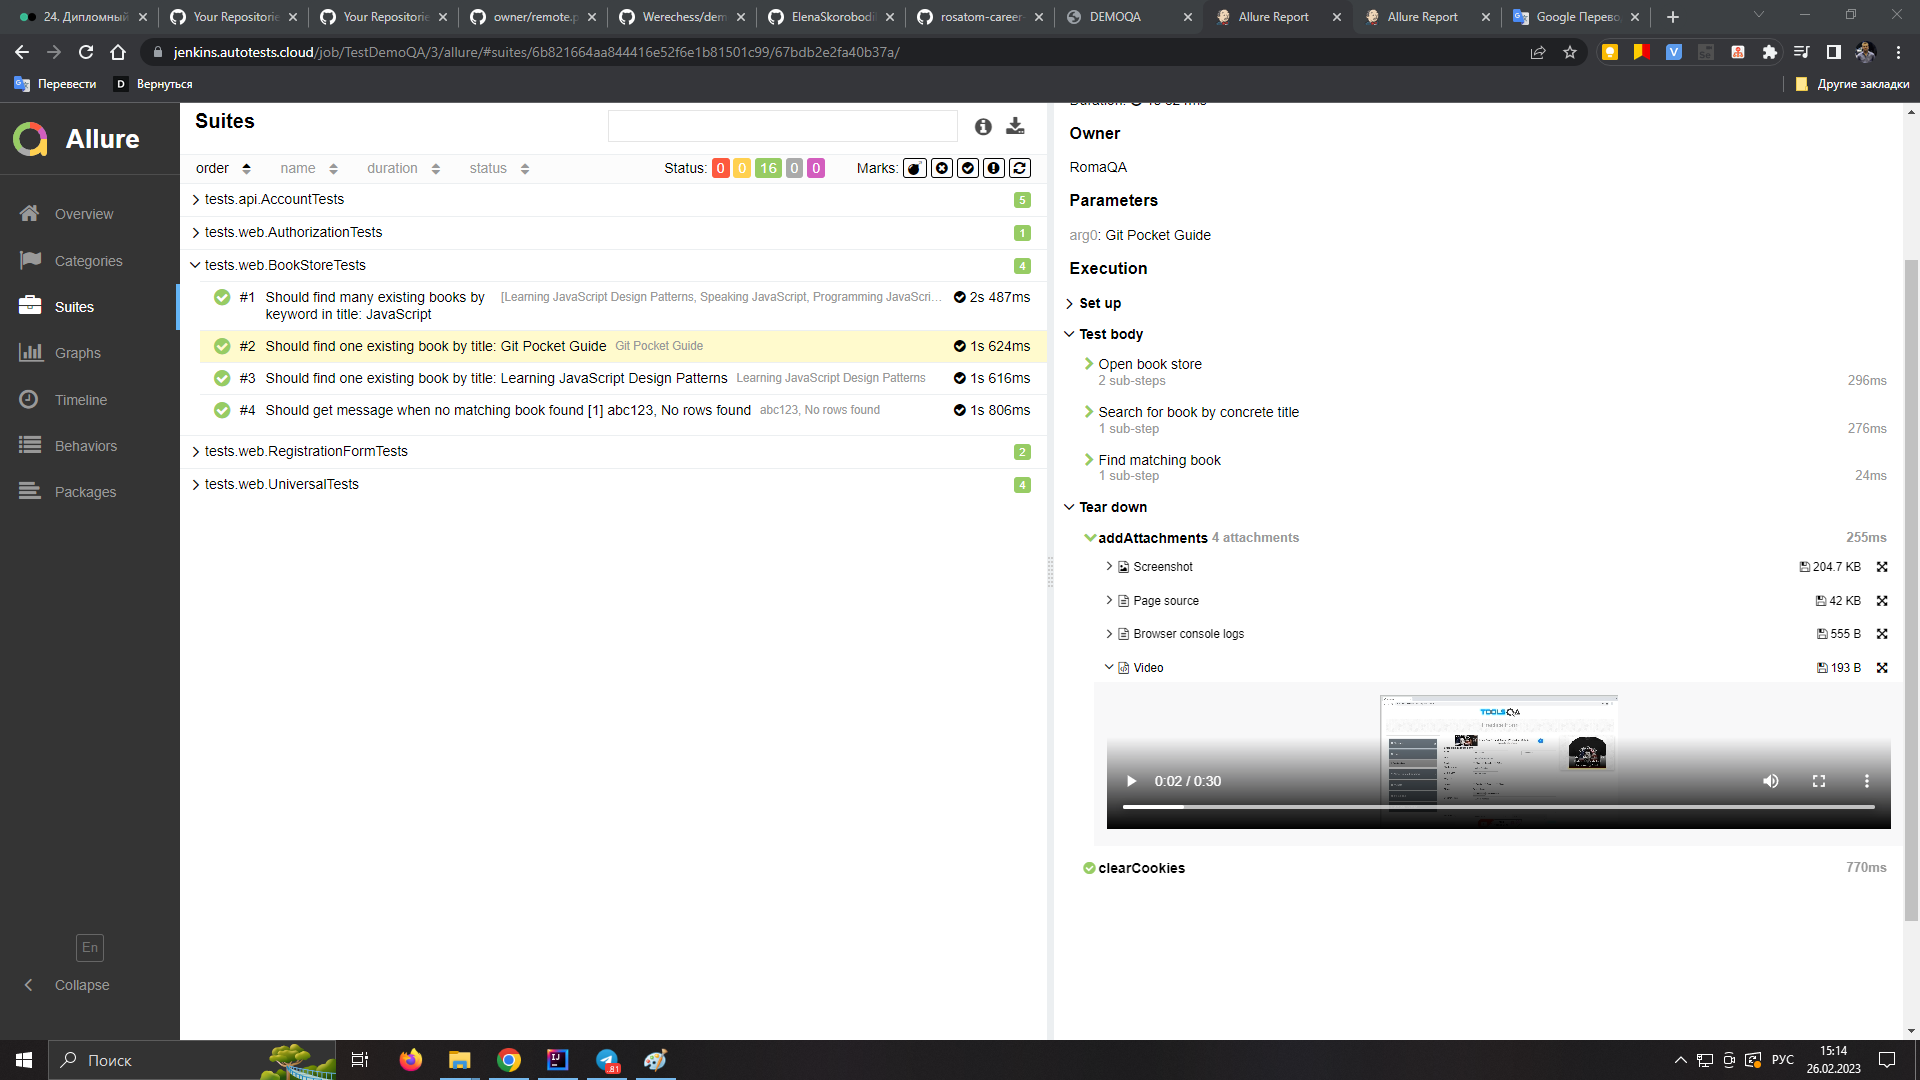 24. Дипломный
Your Repositorie
Your Repositorie
owner/remote.p
Werechess/dem
ElenaSkorobodi
rosatom-career-
DEMOQA
Allure Report
Allure Report
Google Перево
jenkins.autotests.cloud/job/TestDemoQA/3/allure/#suites/6b821664aa844416e52f6e1b81501c99/67bdb2e2fa40b37a/
Перевести
Вернуться
Другие закладки
Allure
Overview
Categories
Suites
Graphs
Timeline
Behaviors
Packages
En
Collapse
Suites
order name duration status Status: 0 0 16 0 0 Marks:
tests.api.AccountTests 5
tests.web.AuthorizationTests 1
tests.web.BookStoreTests 4
#1 Should find many existing books by [Learning JavaScript Design Patterns, Speaking JavaScript, Programming JavaScri... 2s 487ms
keyword in title: JavaScript
#2 Should find one existing book by title: Git Pocket Guide Git Pocket Guide 1s 624ms
#3 Should find one existing book by title: Learning JavaScript Design Patterns Learning JavaScript Design Patterns 1s 616ms
#4 Should get message when no matching book found [1] abc123, No rows found abc123, No rows found 1s 806ms
tests.web.RegistrationFormTests 2
tests.web.UniversalTests 4
Owner
RomaQA
Parameters
arg0: Git Pocket Guide
Execution
Set up
Test body
Open book store
2 sub-steps 296ms
Search for book by concrete title
1 sub-step 276ms
Find matching book
1 sub-step 24ms
Tear down
addAttachments 4 attachments 255ms
Screenshot 204.7 KB
Page source 42 KB
Browser console logs 555 B
Video 193 B
TOOLSQA
0:02 / 0:30
clearCookies 770ms
Поиск
81
РУС
15:14
26.02.2023